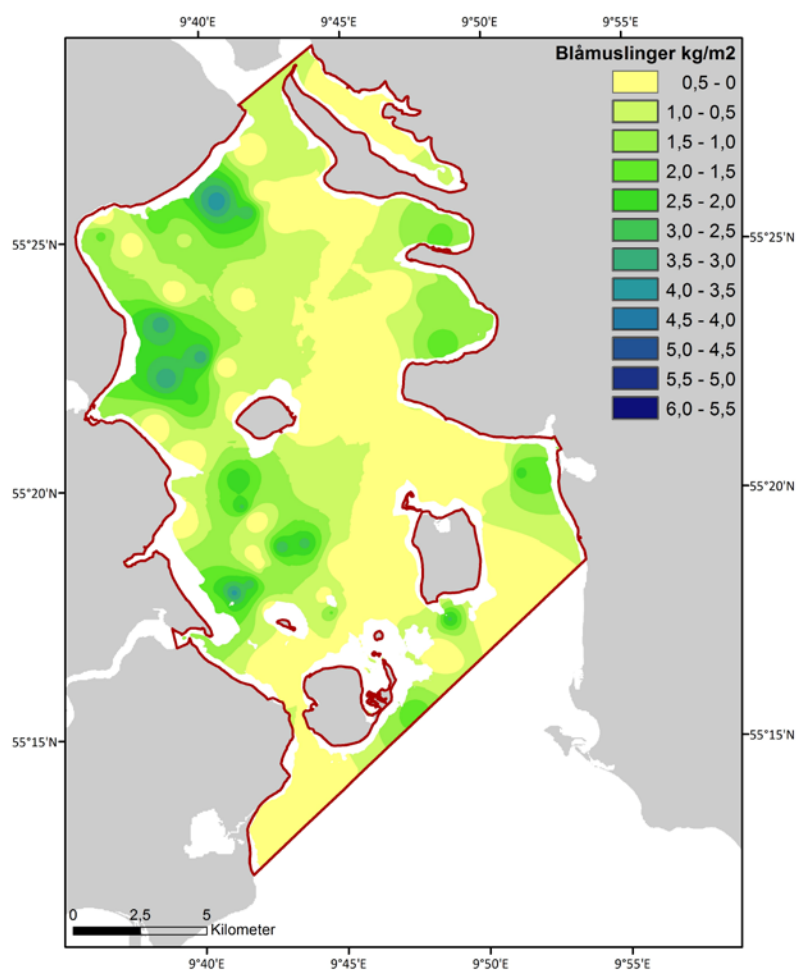 9°40'E 9°45'E 9°50'E 9°55'E
Blåmuslinger kg/m2
0,5 - 0
1,0 - 0,5
1,5 - 1,0
2,0 - 1,5
2,5 - 2,0
3,0 - 2,5
3,5 - 3,0
4,0 - 3,5
4,5 - 4,0
5,0 - 4,5
5,5 - 5,0
6,0 - 5,5
55°25'N 55°25'N
55°20'N 55°20'N
55°15'N 55°15'N
0 2,5 5
Kilometer
9°40'E 9°45'E 9°50'E 9°55'E